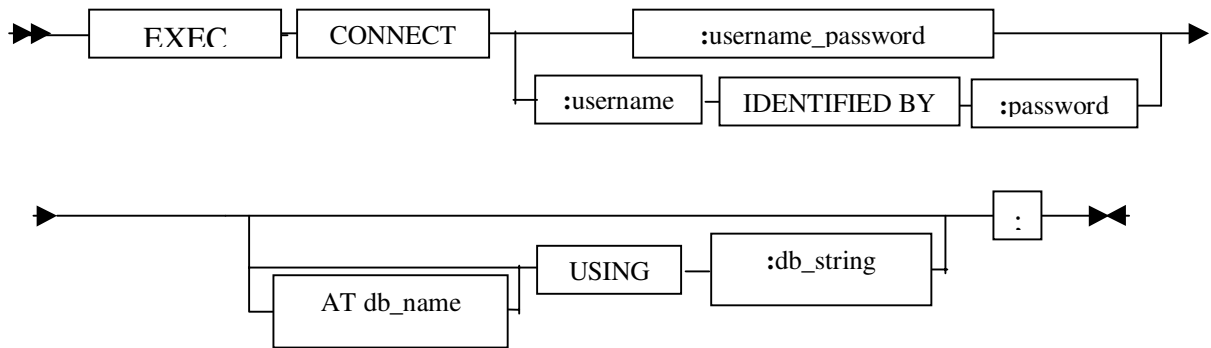 EXEC CONNECT :username_password
:username IDENTIFIED BY :password
:
AT db_name USING :db_string